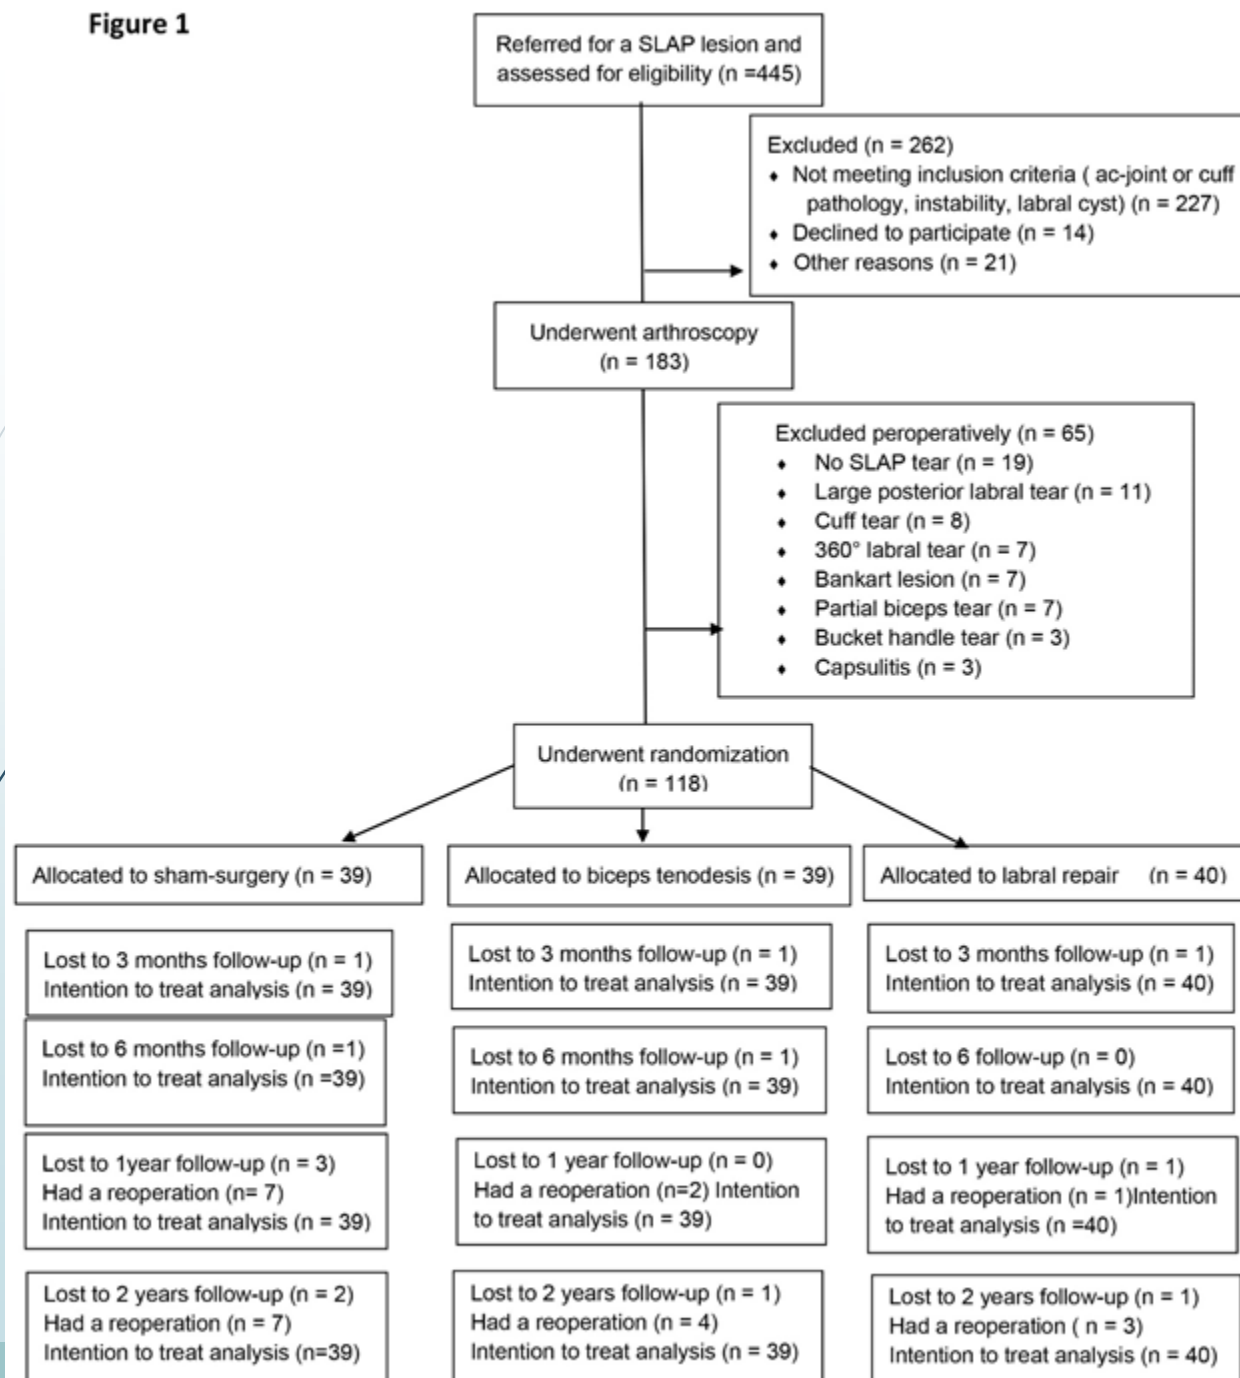 Figure 1
Referred for a SLAP lesion and
assessed for eligibility (n =445)
Excluded (n = 262)
♦ Not meeting inclusion criteria ( ac-joint or cuff
pathology, instability, labral cyst) (n = 227)
♦ Declined to participate (n = 14)
♦ Other reasons (n = 21)
Underwent arthroscopy
(n = 183)
Excluded peroperatively (n = 65)
♦ No SLAP tear (n = 19)
♦ Large posterior labral tear (n = 11)
♦ Cuff tear (n = 8)
♦ 360° labral tear (n = 7)
♦ Bankart lesion (n = 7)
♦ Partial biceps tear (n = 7)
♦ Bucket handle tear (n = 3)
♦ Capsulitis (n = 3)
Underwent randomization
(n = 118)
Allocated to sham-surgery (n = 39)
Allocated to biceps tenodesis (n = 39)
Allocated to labral repair (n = 40)
Lost to 3 months follow-up (n = 1)
Intention to treat analysis (n = 39)
Lost to 3 months follow-up (n = 1)
Intention to treat analysis (n = 39)
Lost to 3 months follow-up (n = 1)
Intention to treat analysis (n = 40)
Lost to 6 months follow-up (n =1)
Intention to treat analysis (n =39)
Lost to 6 months follow-up (n = 1)
Intention to treat analysis (n = 39)
Lost to 6 follow-up (n = 0)
Intention to treat analysis (n = 40)
Lost to 1year follow-up (n = 3)
Had a reoperation (n= 7)
Intention to treat analysis (n = 39)
Lost to 1 year follow-up (n = 0)
Had a reoperation (n=2) Intention
to treat analysis (n = 39)
Lost to 1 year follow-up (n = 1)
Had a reoperation (n = 1)Intention
to treat analysis (n =40)
Lost to 2 years follow-up (n = 2)
Had a reoperation (n = 7)
Intention to treat analysis (n=39)
Lost to 2 years follow-up (n = 1)
Had a reoperation (n = 4)
Intention to treat analysis (n = 39)
Lost to 2 years follow-up (n = 1)
Had a reoperation ( n = 3)
Intention to treat analysis (n = 40)